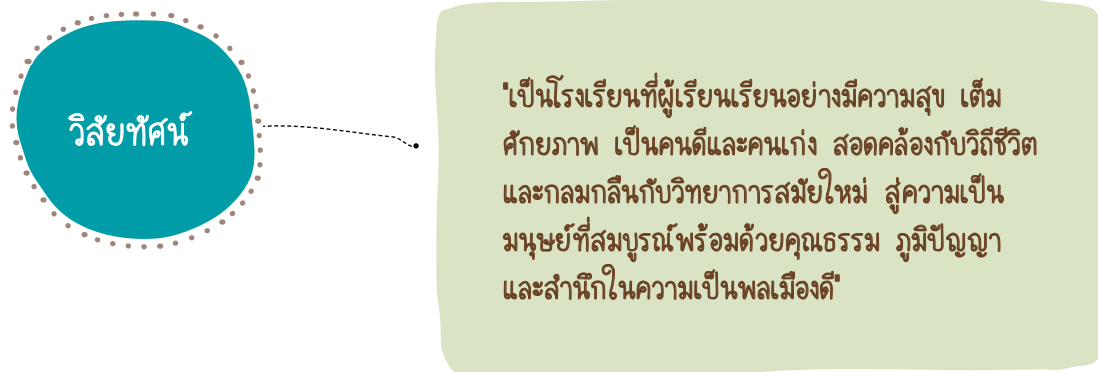 วิสัยทัศน์
"เป็นโรงเรียนที่ผู้เรียนเรียนอย่างมีความสุข เต็ม
ศักยภาพ เป็นคนดีและคนเก่ง สอดคล้องกับวิถีชีวิต
และกลมกลืนกับวิทยาการสมัยใหม่ สู่ความเป็น
มนุษย์ที่สมบูรณ์พร้อมด้วยคุณธรรม ภูมิปัญญา
และสำนึกในความเป็นพลเมืองดี"